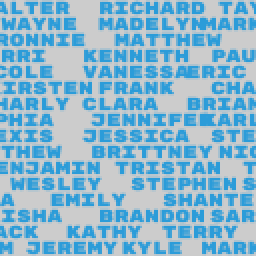 ALTER RICHARD TAY
WAYNE MADELYN MARK
RONNIE MATTHEW
RRI KENNETH PAU
COLE VANESSA ERIC
IRSTEN FRANK CHA
HARLY CLARA BRIAN
PHIA JENNIFER KARL
EXIS JESSICA STE
THEW BRITTNEY NIC
ENJAMIN TRISTAN T
WESLEY STEPHEN S
A EMILY SHANTE
ISHA BRANDON SAR
ACK KATHY TERRY
M JEREMY KYLE MARK